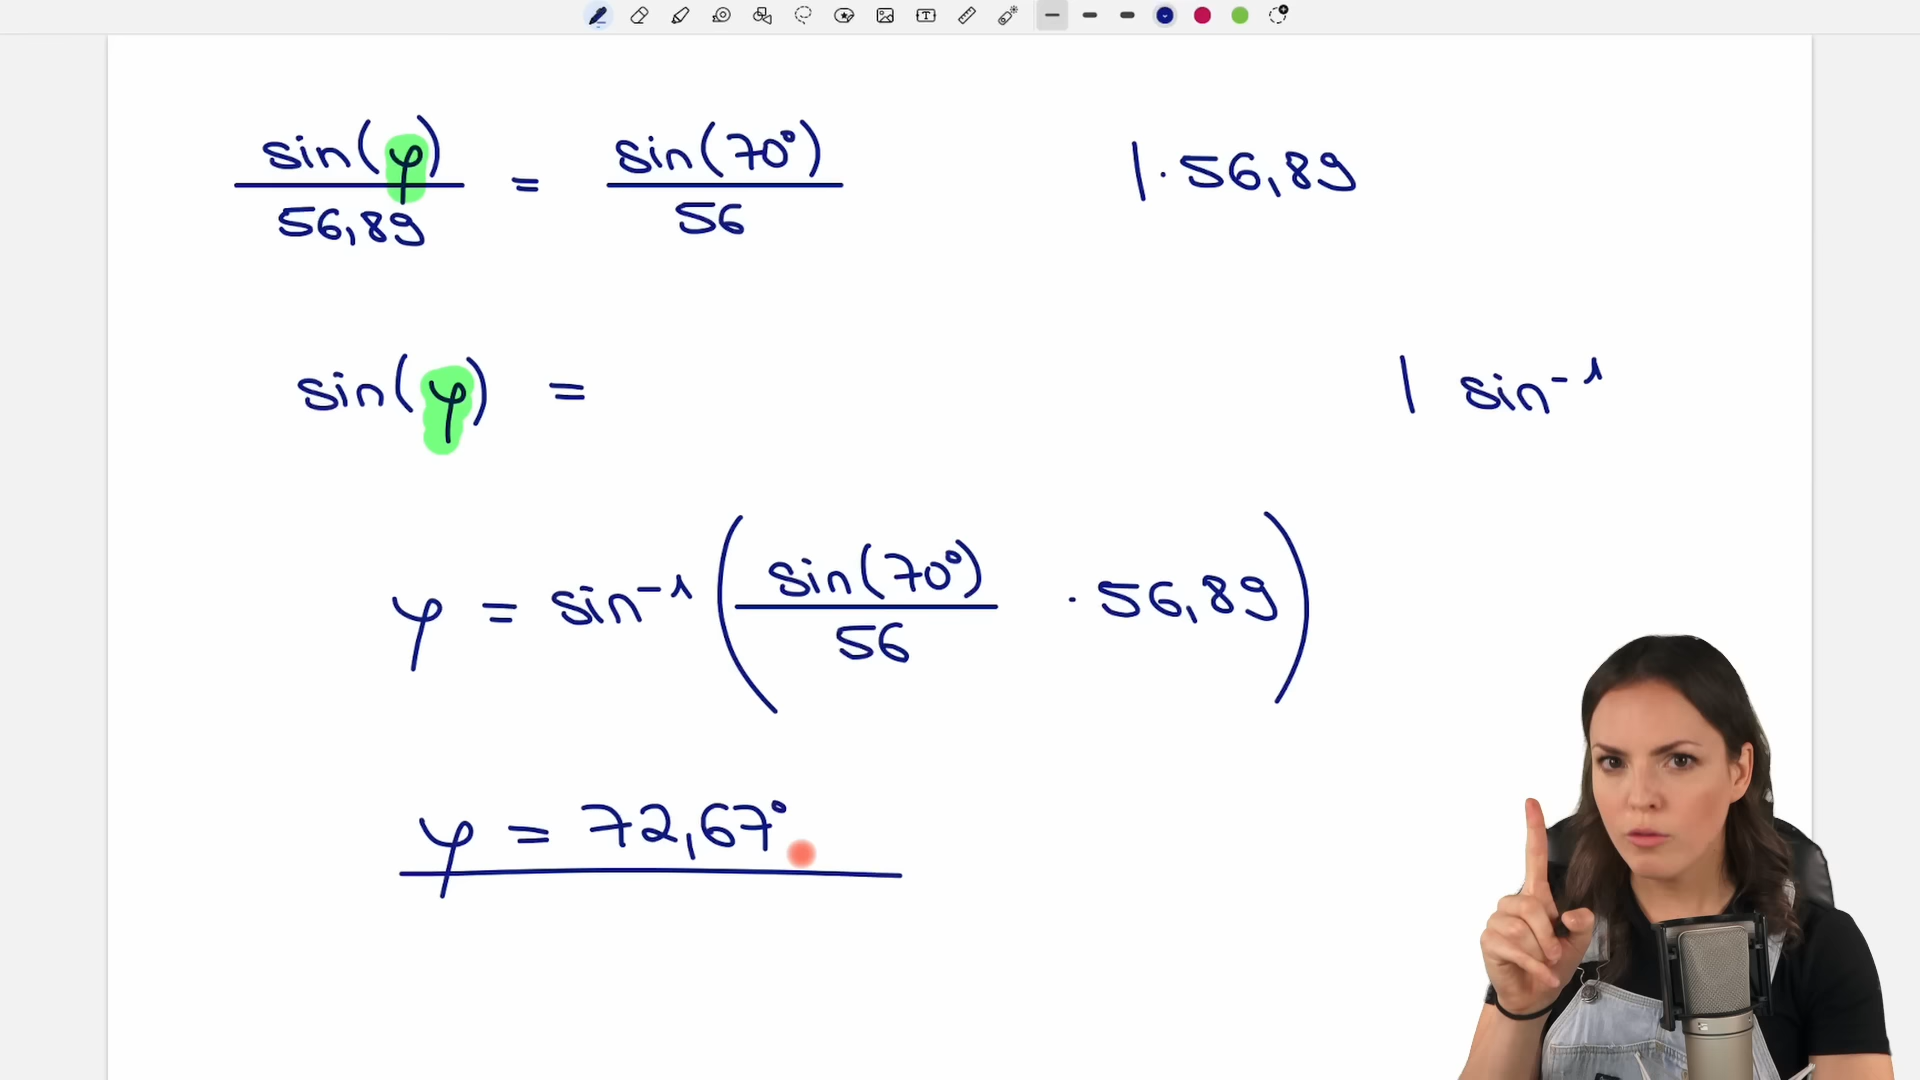 sin(φ)/56,89 = sin(70°)/56 | · 56,89
sin(φ) = | sin⁻¹
φ = sin⁻¹ (sin(70°)/56 · 56,89)
φ = 72,67°